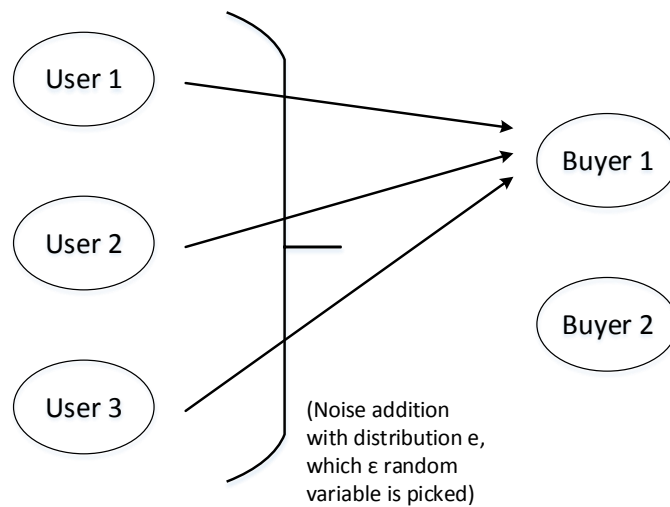 User 1
User 2
User 3
Buyer 1
Buyer 2
(Noise addition
with distribution e,
which ε random
variable is picked)